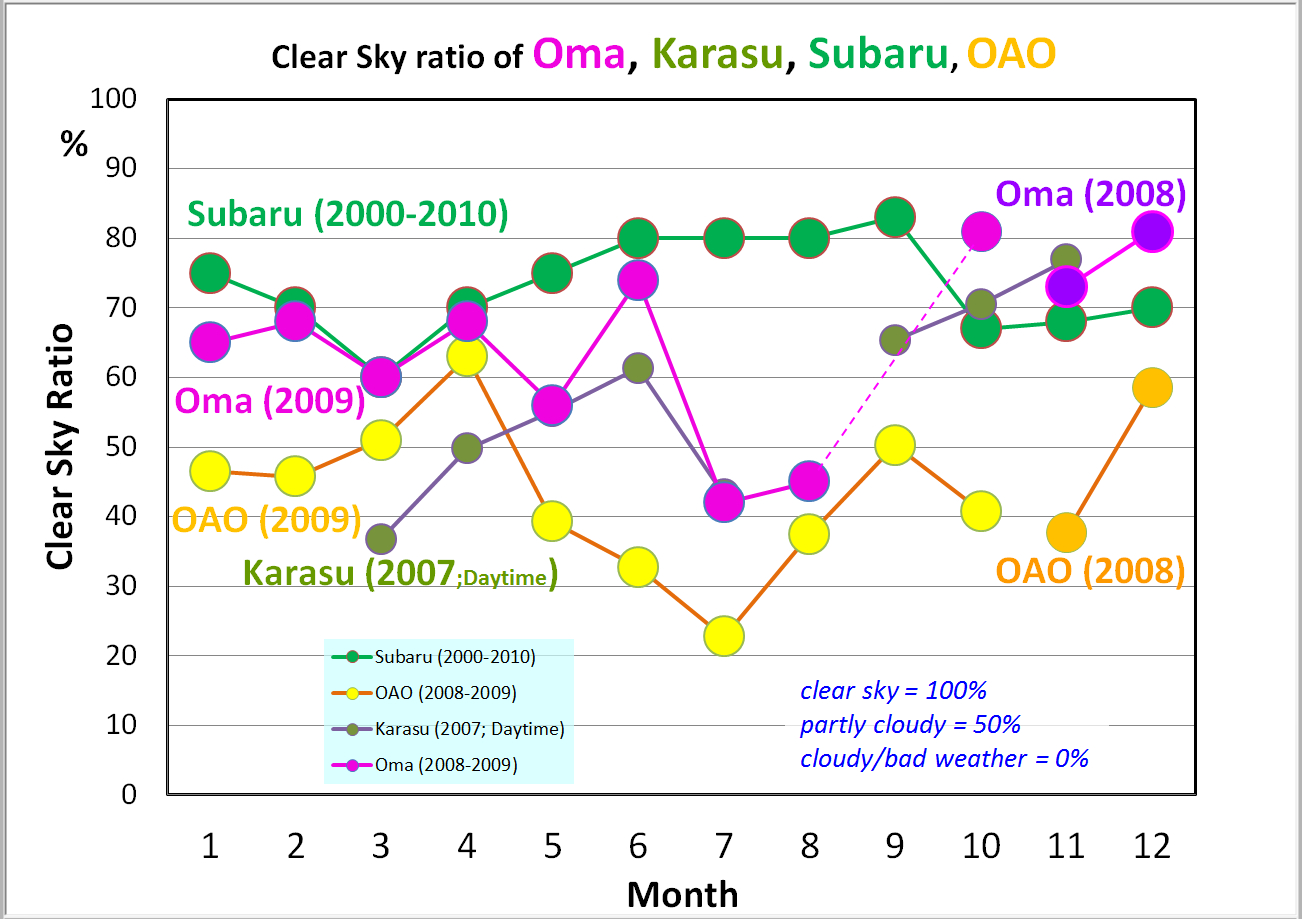 Clear Sky ratio of Oma, Karasu, Subaru, OAO
100
%
90
80
70
60
50
40
30
20
10
0
Clear Sky Ratio
Subaru (2000-2010)
Oma (2008)
Oma (2009)
OAO (2009)
Karasu (2007;Daytime)
OAO (2008)
Subaru (2000-2010)
OAO (2008-2009)
Karasu (2007; Daytime)
Oma (2008-2009)
clear sky = 100%
partly cloudy = 50%
cloudy/bad weather = 0%
1 2 3 4 5 6 7 8 9 10 11 12
Month